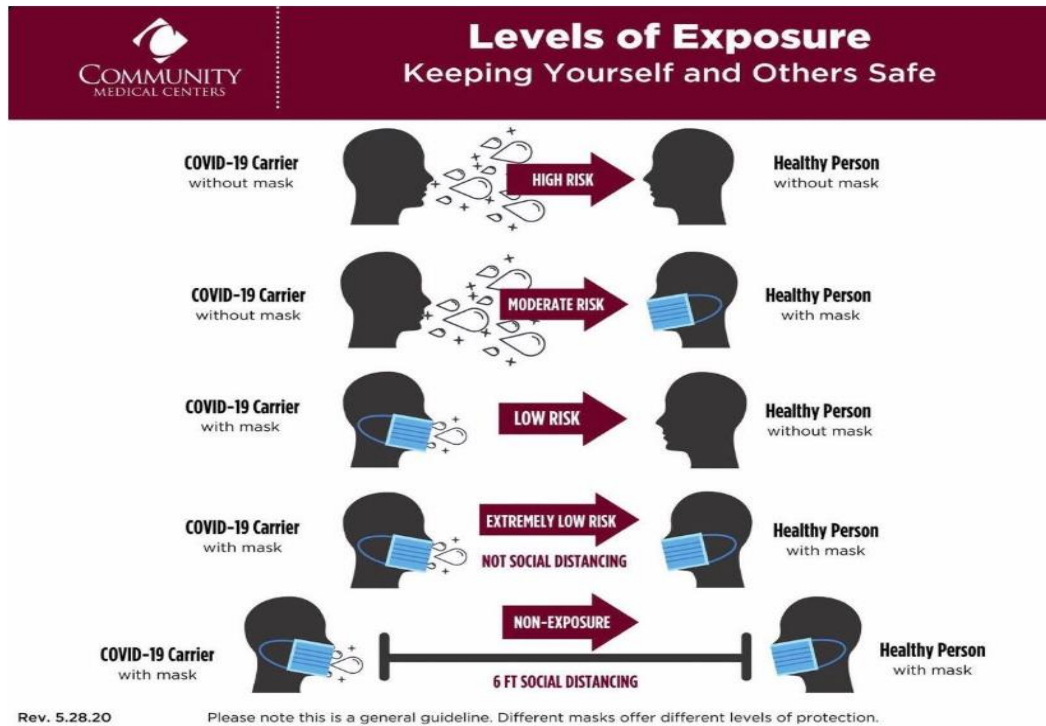 COMMUNITY
MEDICAL CENTERS
Levels of Exposure
Keeping Yourself and Others Safe
COVID-19 Carrier
without mask
HIGH RISK
Healthy Person
without mask
COVID-19 Carrier
without mask
MODERATE RISK
Healthy Person
with mask
COVID-19 Carrier
with mask
LOW RISK
Healthy Person
without mask
COVID-19 Carrier
with mask
EXTREMELY LOW RISK
NOT SOCIAL DISTANCING
Healthy Person
with mask
COVID-19 Carrier
with mask
NON-EXPOSURE
6 FT SOCIAL DISTANCING
Healthy Person
with mask
Rev. 5.28.20
Please note this is a general guideline. Different masks offer different levels of protection.